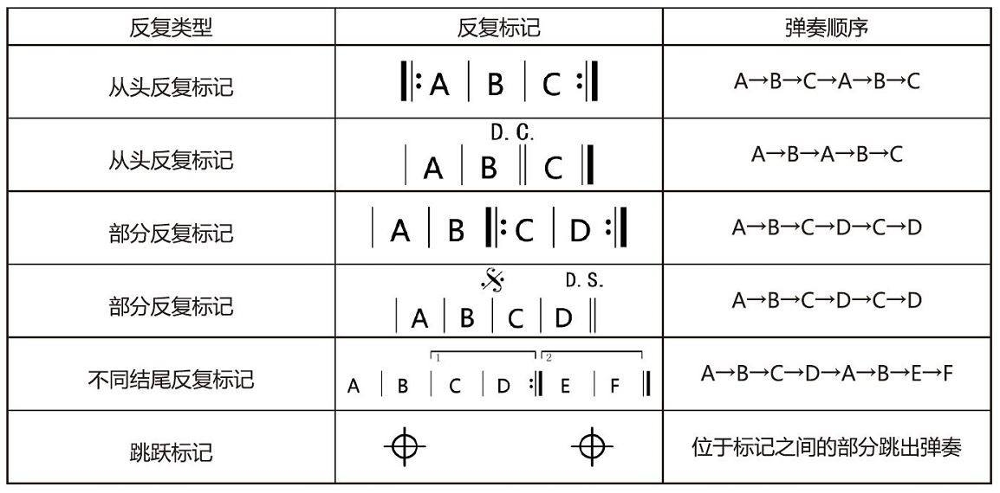 反复类型 反复标记 弹奏顺序
从头反复标记 A B C A→B→C→A→B→C
D. C.
从头反复标记 A B C A→B→A→B→C
部分反复标记 A B C D A→B→C→D→C→D
D. S.
部分反复标记 A B C D A→B→C→D→C→D
1 2
不同结尾反复标记 A B C D E F A→B→C→D→A→B→E→F
跳跃标记 位于标记之间的部分跳出弹奏